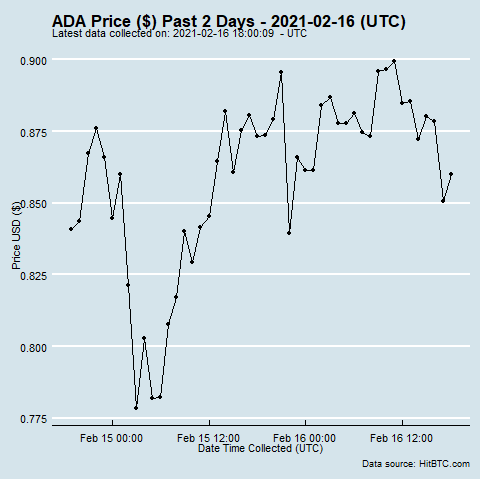 ADA Price ($) Past 2 Days - 2021-02-16 (UTC)
Latest data collected on: 2021-02-16 18:00:09 - UTC
0.900
0.875
0.850
0.825
0.800
0.775
Price USD ($)
Feb 15 00:00 Feb 15 12:00 Feb 16 00:00 Feb 16 12:00
Date Time Collected (UTC)
Data source: HitBTC.com